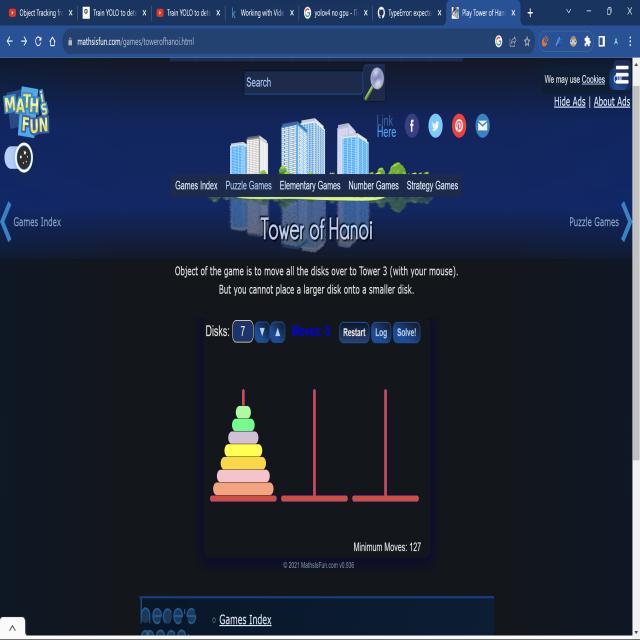 Object Tracking fr
Train YOLO to dete
Train YOLO to dete
Working with Vide
yolov4 no gpu - П
TypeError: expecte
Play Tower of Han
mathsisfun.com/games/towerofhanoi.html
Search
We may use Cookies
Hide Ads | About Ads
MATH's FUN
Link Here
Games Index Puzzle Games Elementary Games Number Games Strategy Games
Games Index
Puzzle Games
Tower of Hanoi
Object of the game is to move all the disks over to Tower 3 (with your mouse).
But you cannot place a larger disk onto a smaller disk.
Disks: 7 ▼ ▲ Moves: 0 Restart Log Solve!
Minimum Moves: 127
© 2021 MathsIsFun.com v0.936
Games Index